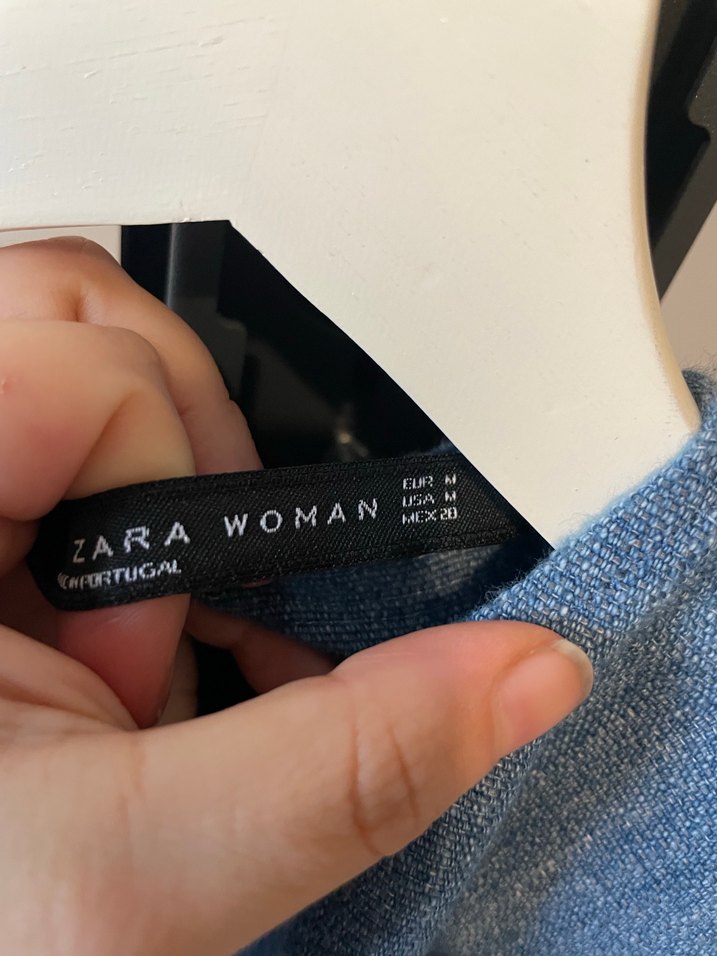 ZARA WOMAN
PORTUGAL
EUR M
USA M
MEX 28